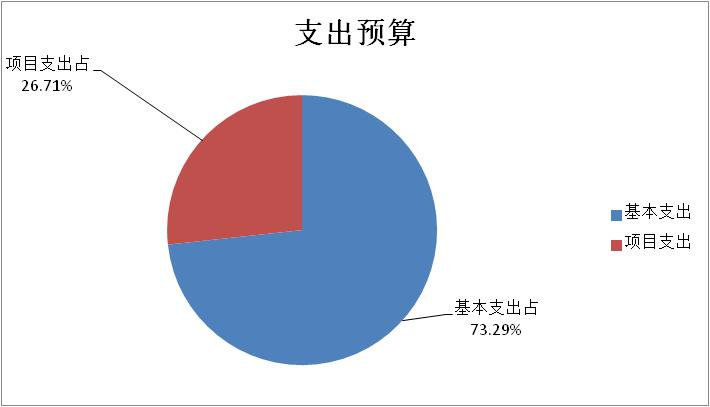 支出预算
项目支出占
26.71%
基本支出
项目支出
基本支出占
73.29%